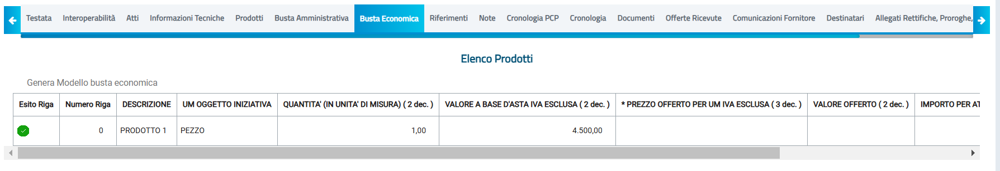 Testata Interoperabilità Atti Informazioni Tecniche Prodotti Busta Amministrativa Busta Economica Riferimenti Note Cronologia PCP Cronologia Documenti Offerte Ricevute Comunicazioni Fornitore Destinatari Allegati Rettifiche, Proroghe,
Elenco Prodotti
Genera Modello busta economica
Esito Riga Numero Riga DESCRIZIONE UM OGGETTO INIZIATIVA QUANTITA' (IN UNITA' DI MISURA) ( 2 dec. ) VALORE A BASE D'ASTA IVA ESCLUSA ( 2 dec. ) * PREZZO OFFERTO PER UM IVA ESCLUSA ( 3 dec. ) VALORE OFFERTO ( 2 dec. ) IMPORTO PER AT
0 PRODOTTO 1 PEZZO 1,00 4.500,00